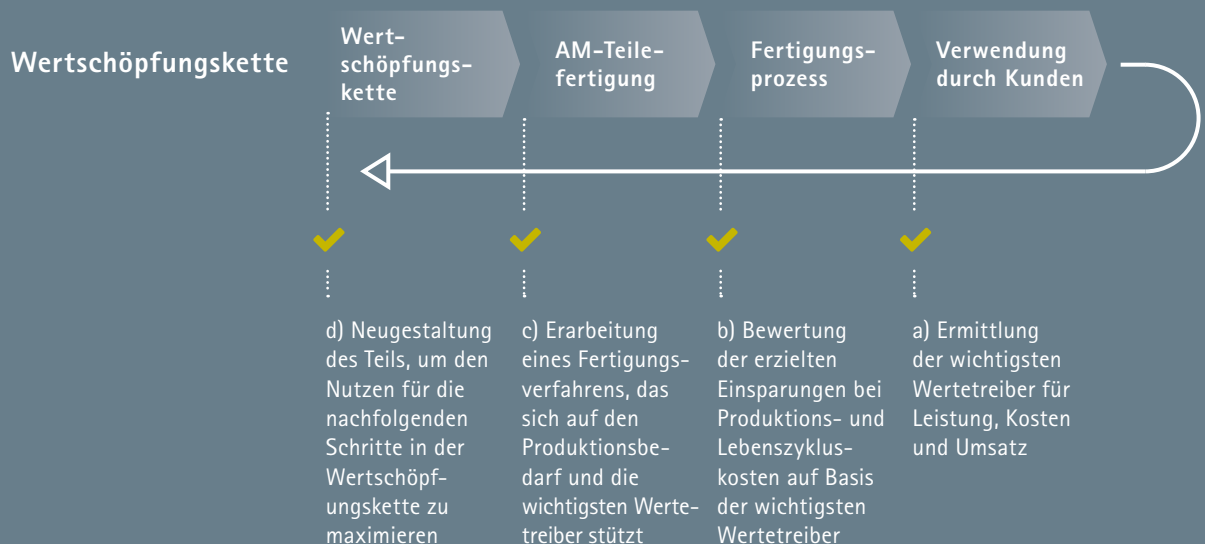 Wertschöpfungskette
Wert-
schöpfungs-
kette
AM-Teile-
fertigung
Fertigungs-
prozess
Verwendung
durch Kunden
d) Neugestaltung
des Teils, um den
Nutzen für die
nachfolgenden
Schritte in der
Wertschöpf-
ungskette zu
maximieren
c) Erarbeitung
eines Fertigungs-
verfahrens, das
sich auf den
Produktionsbe-
darf und die
wichtigsten Werte-
treiber stützt
b) Bewertung
der erzielten
Einsparungen bei
Produktions- und
Lebenszyklus-
kosten auf Basis
der wichtigsten
Wertetreiber
a) Ermittlung
der wichtigsten
Wertetreiber für
Leistung, Kosten
und Umsatz